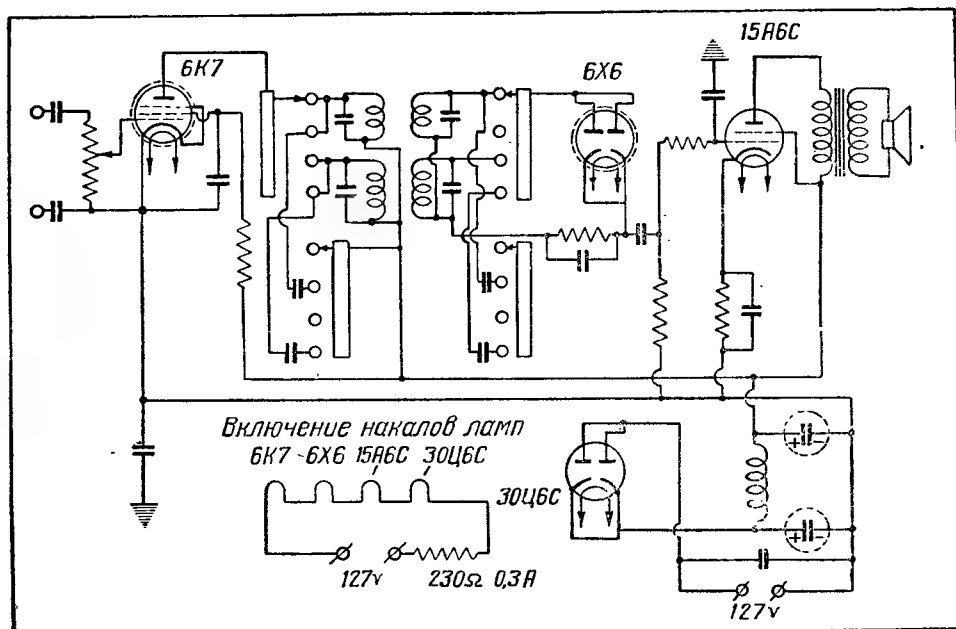 6К7
6Х6
15А6С
Включение накалов ламп
6К7-6Х6 15А6С 30Ц6С
127v 230Ω 0,3А
30Ц6С
127v